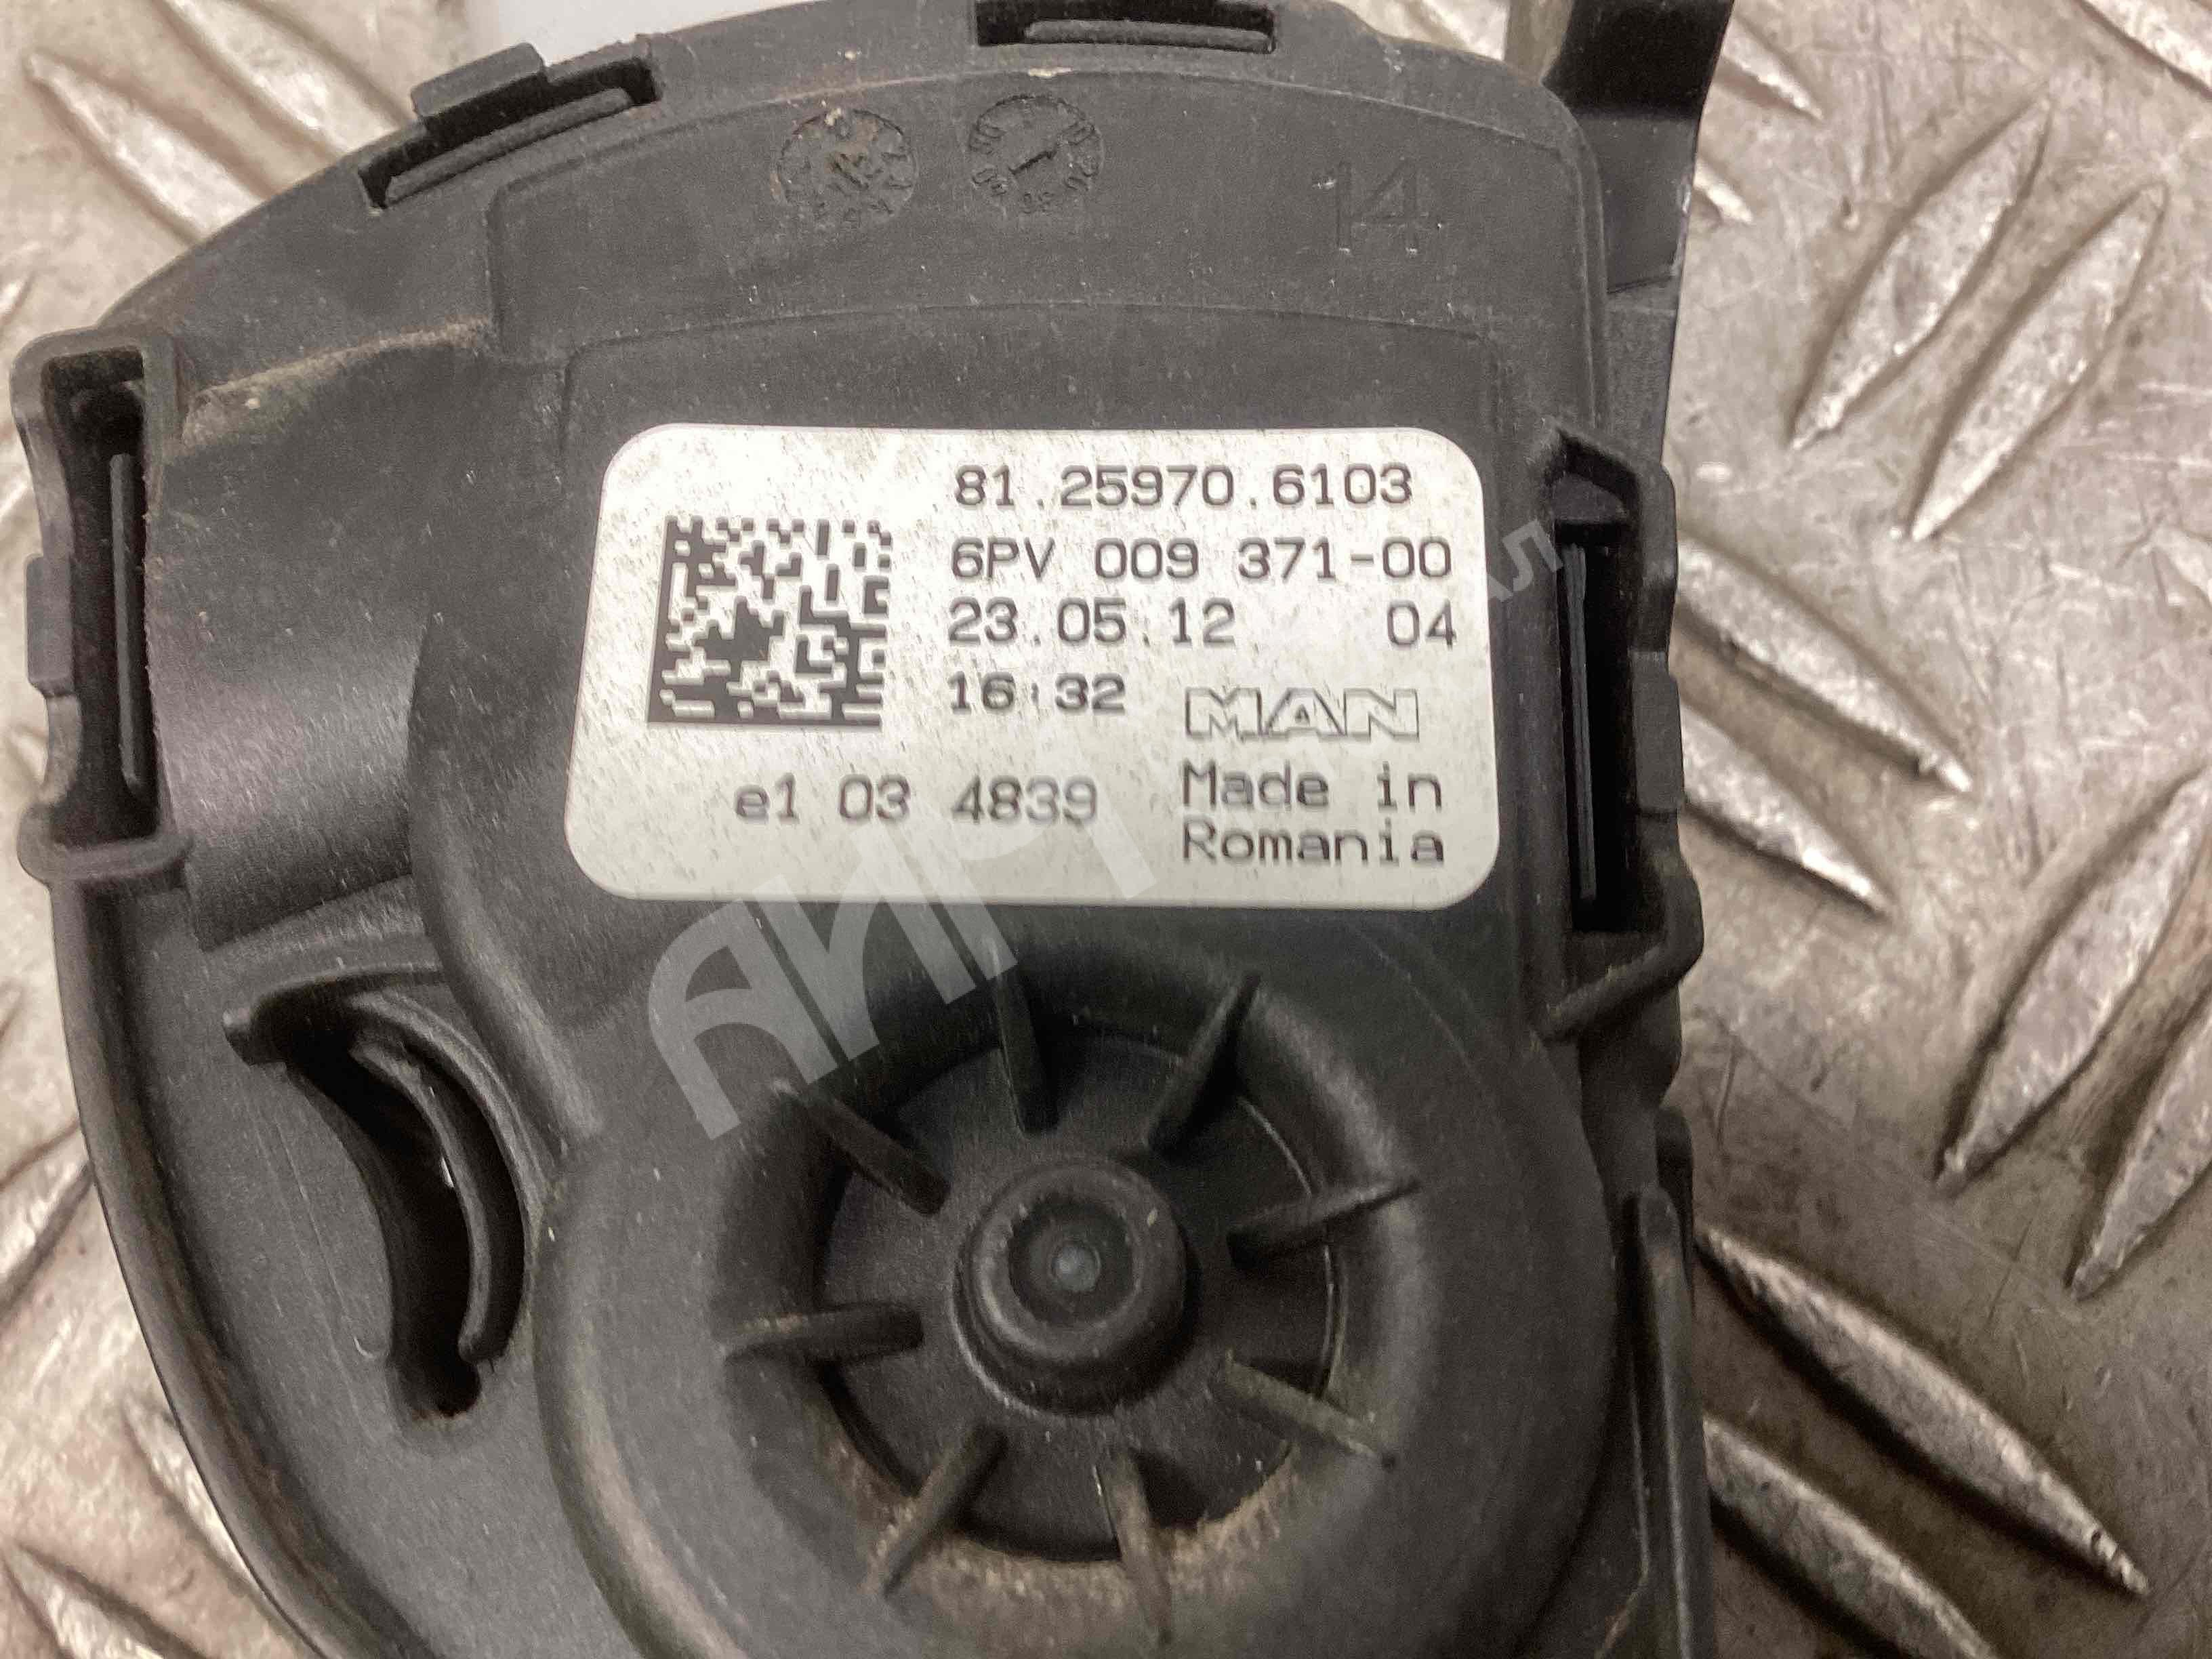 14
81.25970.6103
6PV 009 371-00
23.05.12 04
16:32
MAN
e1 03 4839
Made in
Romania